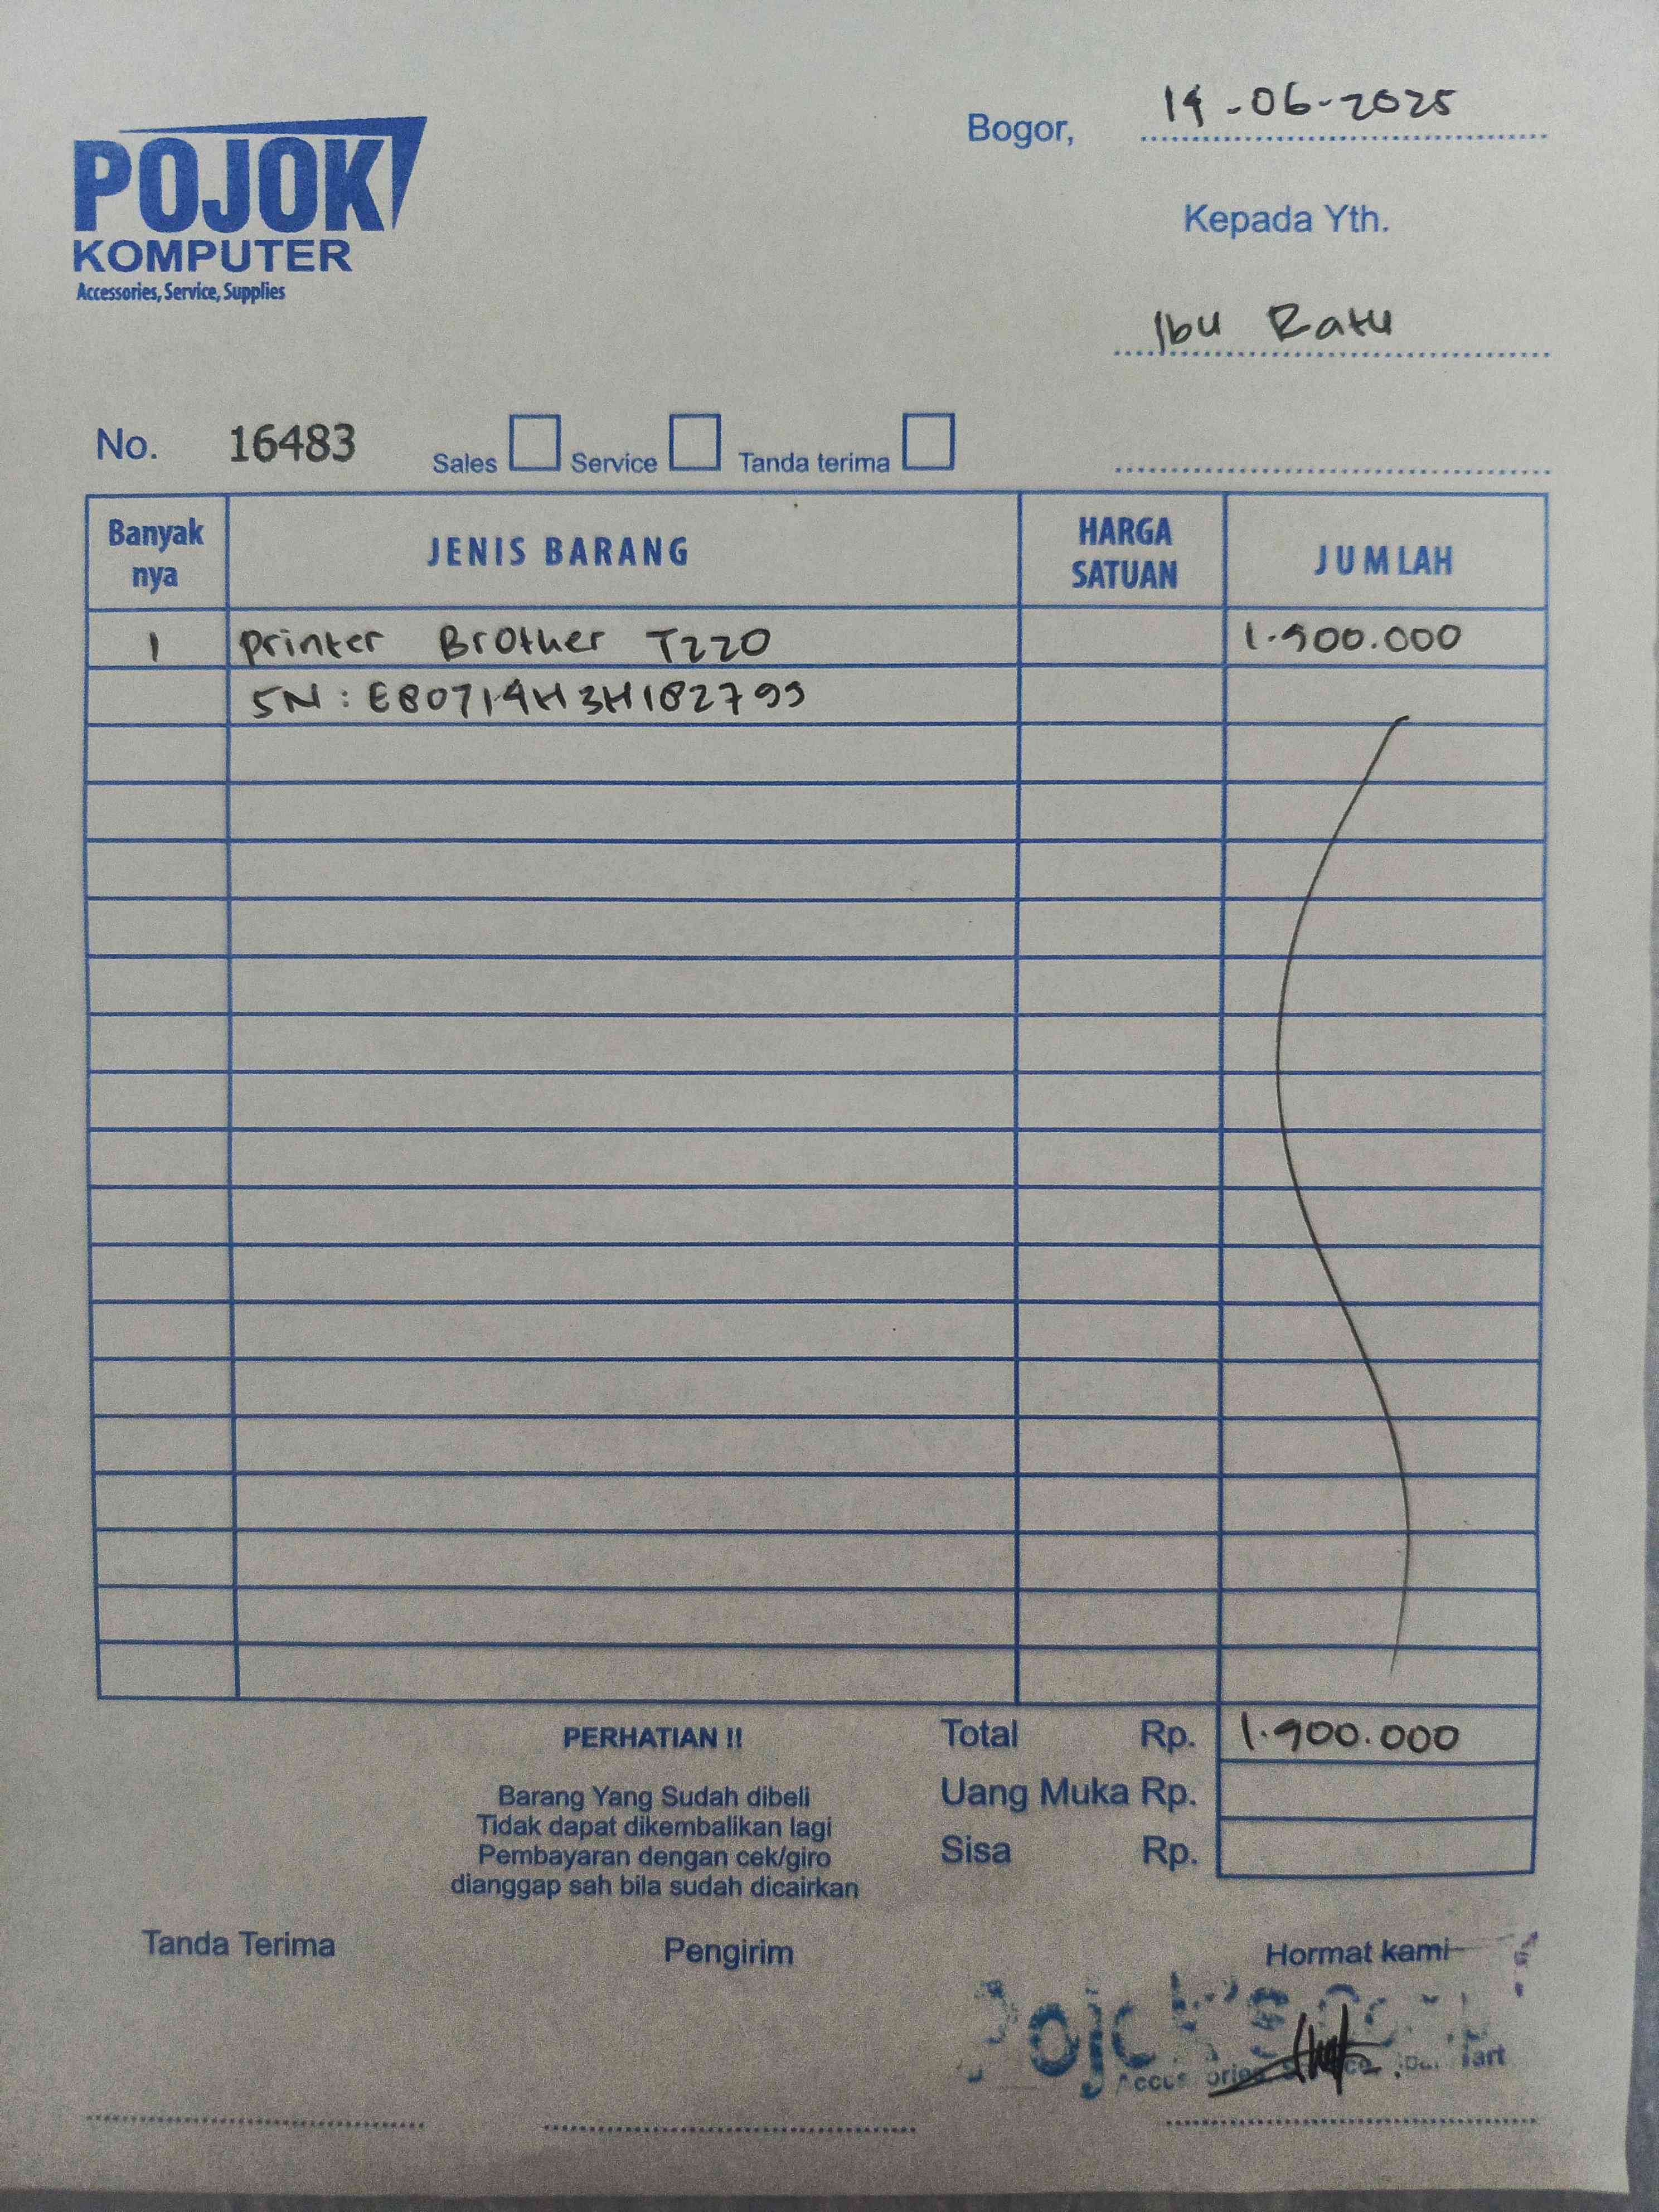 Bogor, 14-06-2025
POJOK
KOMPUTER
Accessories, Service, Supplies
Kepada Yth.
Ibu Ratu
No. 16483 Sales Service Tanda terima
Banyak nya JENIS BARANG HARGA SATUAN JUMLAH
1 printer Brother T220 1.900.000
SN: E80714H3H182799
PERHATIAN !! Total Rp. 1.900.000
Barang Yang Sudah dibeli Uang Muka Rp.
Tidak dapat dikembalikan lagi
Pembayaran dengan cek/giro Sisa Rp.
dianggap sah bila sudah dicairkan
Tanda Terima Pengirim Hormat kami